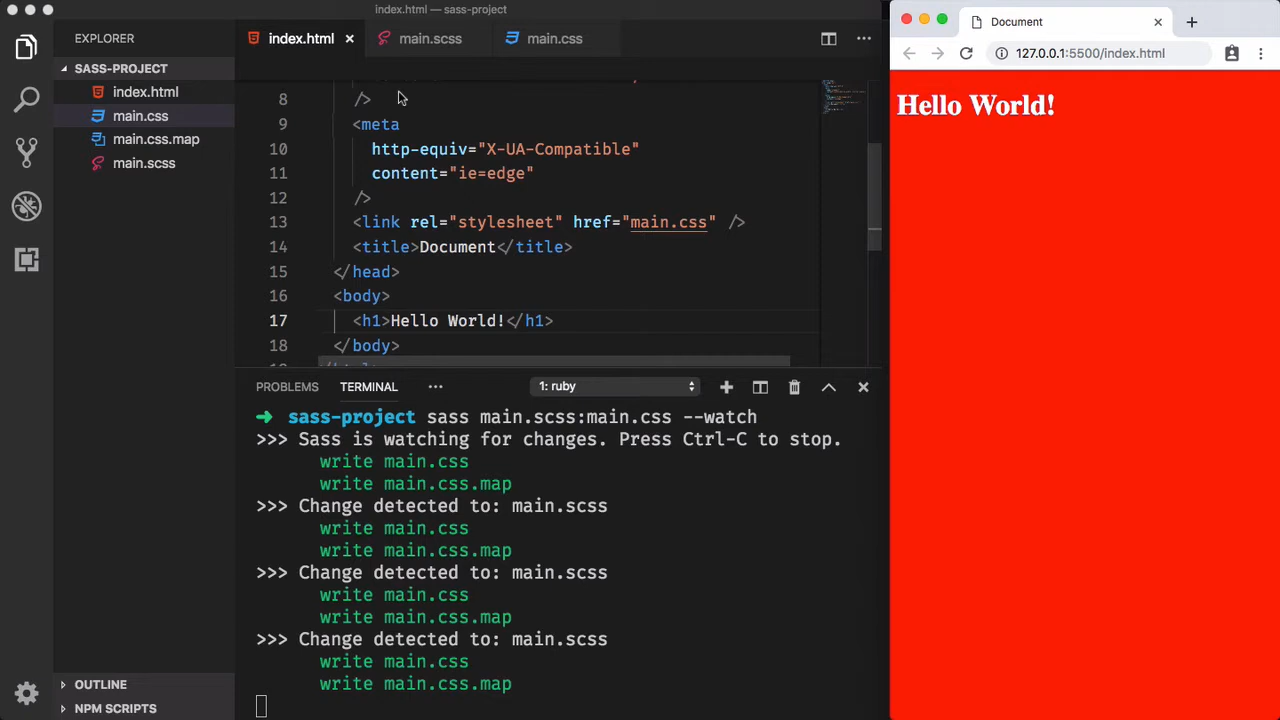 index.html — sass-project
EXPLORER
SASS-PROJECT
index.html
main.css
main.css.map
main.scss
OUTLINE
NPM SCRIPTS
index.html
main.scss
main.css
8 />
9 <meta
10 http-equiv="X-UA-Compatible"
11 content="ie=edge"
12 />
13 <link rel="stylesheet" href="main.css" />
14 <title>Document</title>
15 </head>
16 <body>
17 <h1>Hello World!</h1>
18 </body>
PROBLEMS TERMINAL ••• 1: ruby
➜ sass-project sass main.scss:main.css --watch
>>> Sass is watching for changes. Press Ctrl-C to stop.
write main.css
write main.css.map
>>> Change detected to: main.scss
write main.css
write main.css.map
>>> Change detected to: main.scss
write main.css
write main.css.map
>>> Change detected to: main.scss
write main.css
write main.css.map
Document
127.0.0.1:5500/index.html
Hello World!